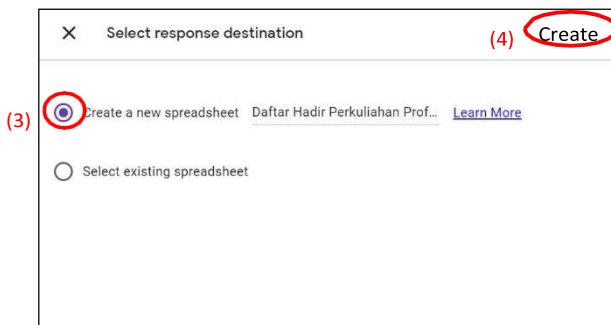 Select response destination
(4) Create
(3) Create a new spreadsheet Daftar Hadir Perkuliahan Prof... Learn More
Select existing spreadsheet